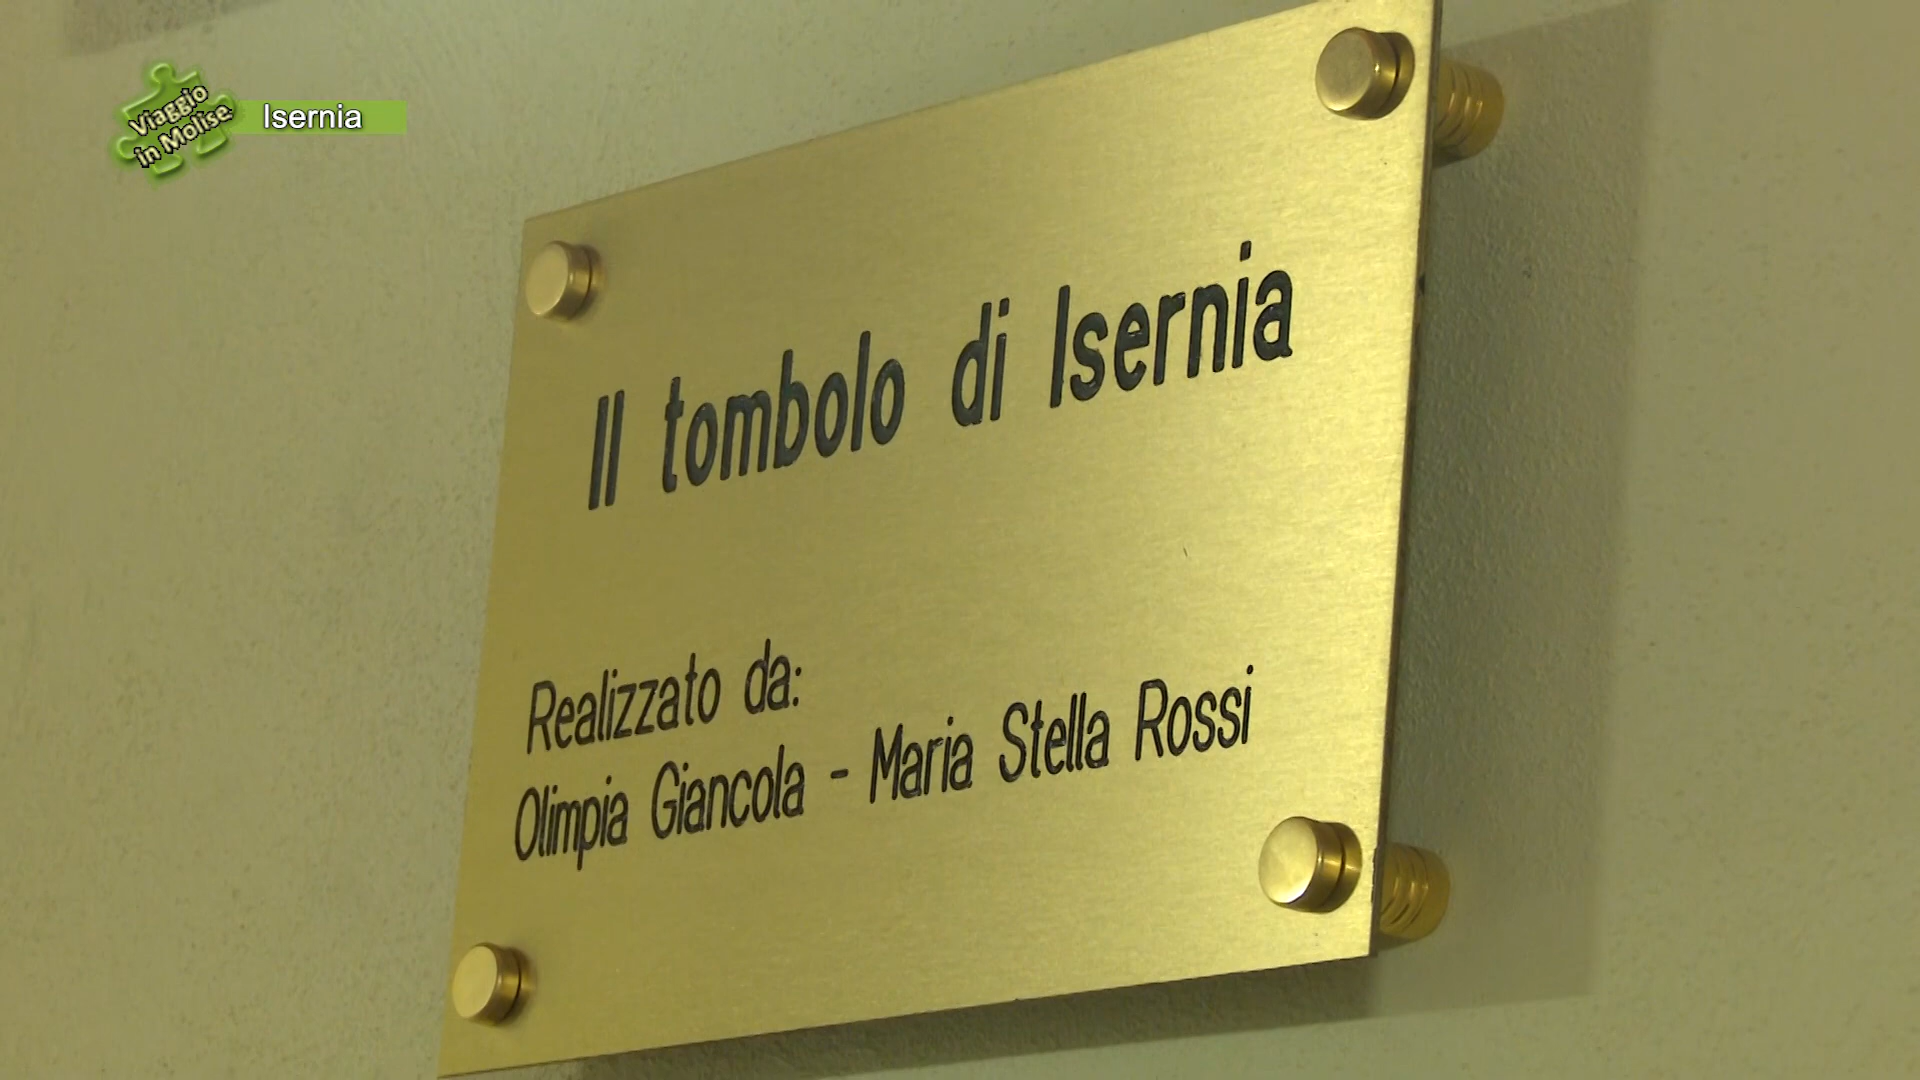 Viaggio
in Molise
Isernia
Il tombolo di Isernia
Realizzato da:
Olimpia Giancola - Maria Stella Rossi